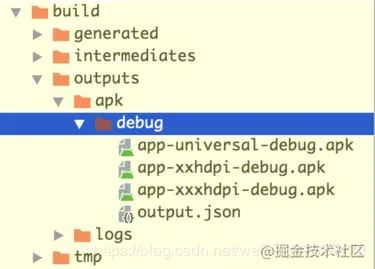 build
generated
intermediates
outputs
apk
debug
app-universal-debug.apk
app-xxhdpi-debug.apk
app-xxxhdpi-debug.apk
output.json
logs
tmp
https://blog.csdn.net/we
@掘金技术社区